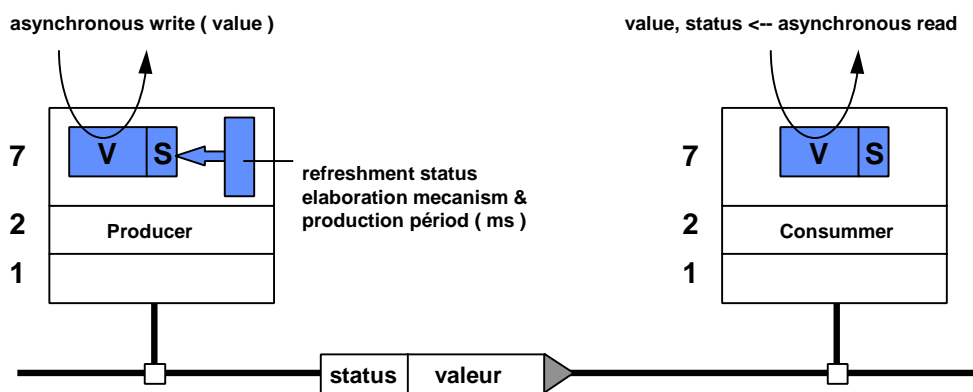 asynchronous write ( value )
value, status <-- asynchronous read
7
V
S
refreshment status
elaboration mecanism &
production périod ( ms )
2
Producer
1
7
V
S
2
Consummer
1
status
valeur